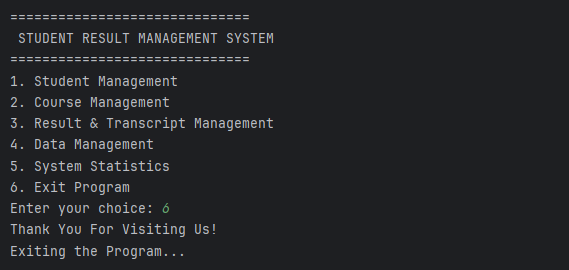 ==============================
 STUDENT RESULT MANAGEMENT SYSTEM
==============================
1. Student Management
2. Course Management
3. Result & Transcript Management
4. Data Management
5. System Statistics
6. Exit Program
Enter your choice: 6
Thank You For Visiting Us!
Exiting the Program...